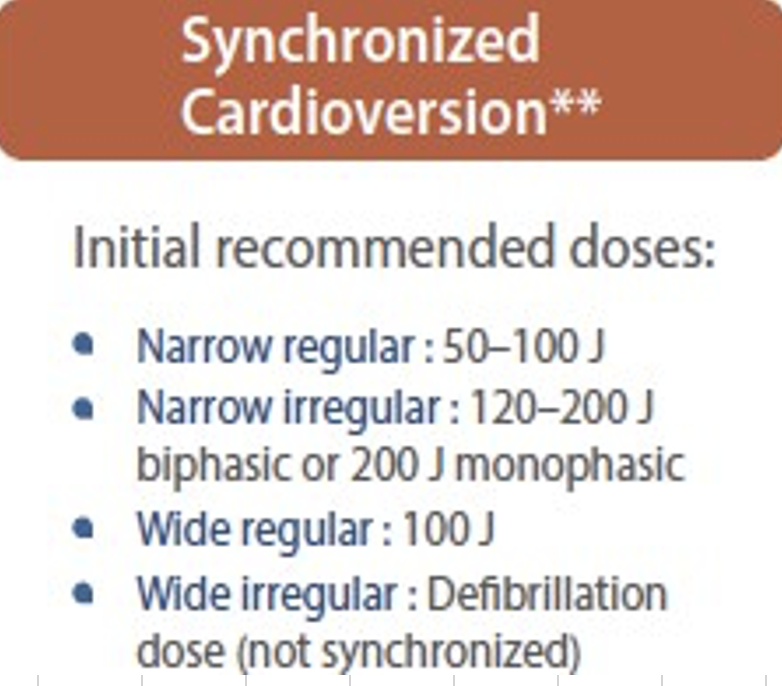 Synchronized
Cardioversion**
Initial recommended doses:
Narrow regular : 50–100 J
Narrow irregular : 120–200 J
biphasic or 200 J monophasic
Wide regular : 100 J
Wide irregular : Defibrillation
dose (not synchronized)